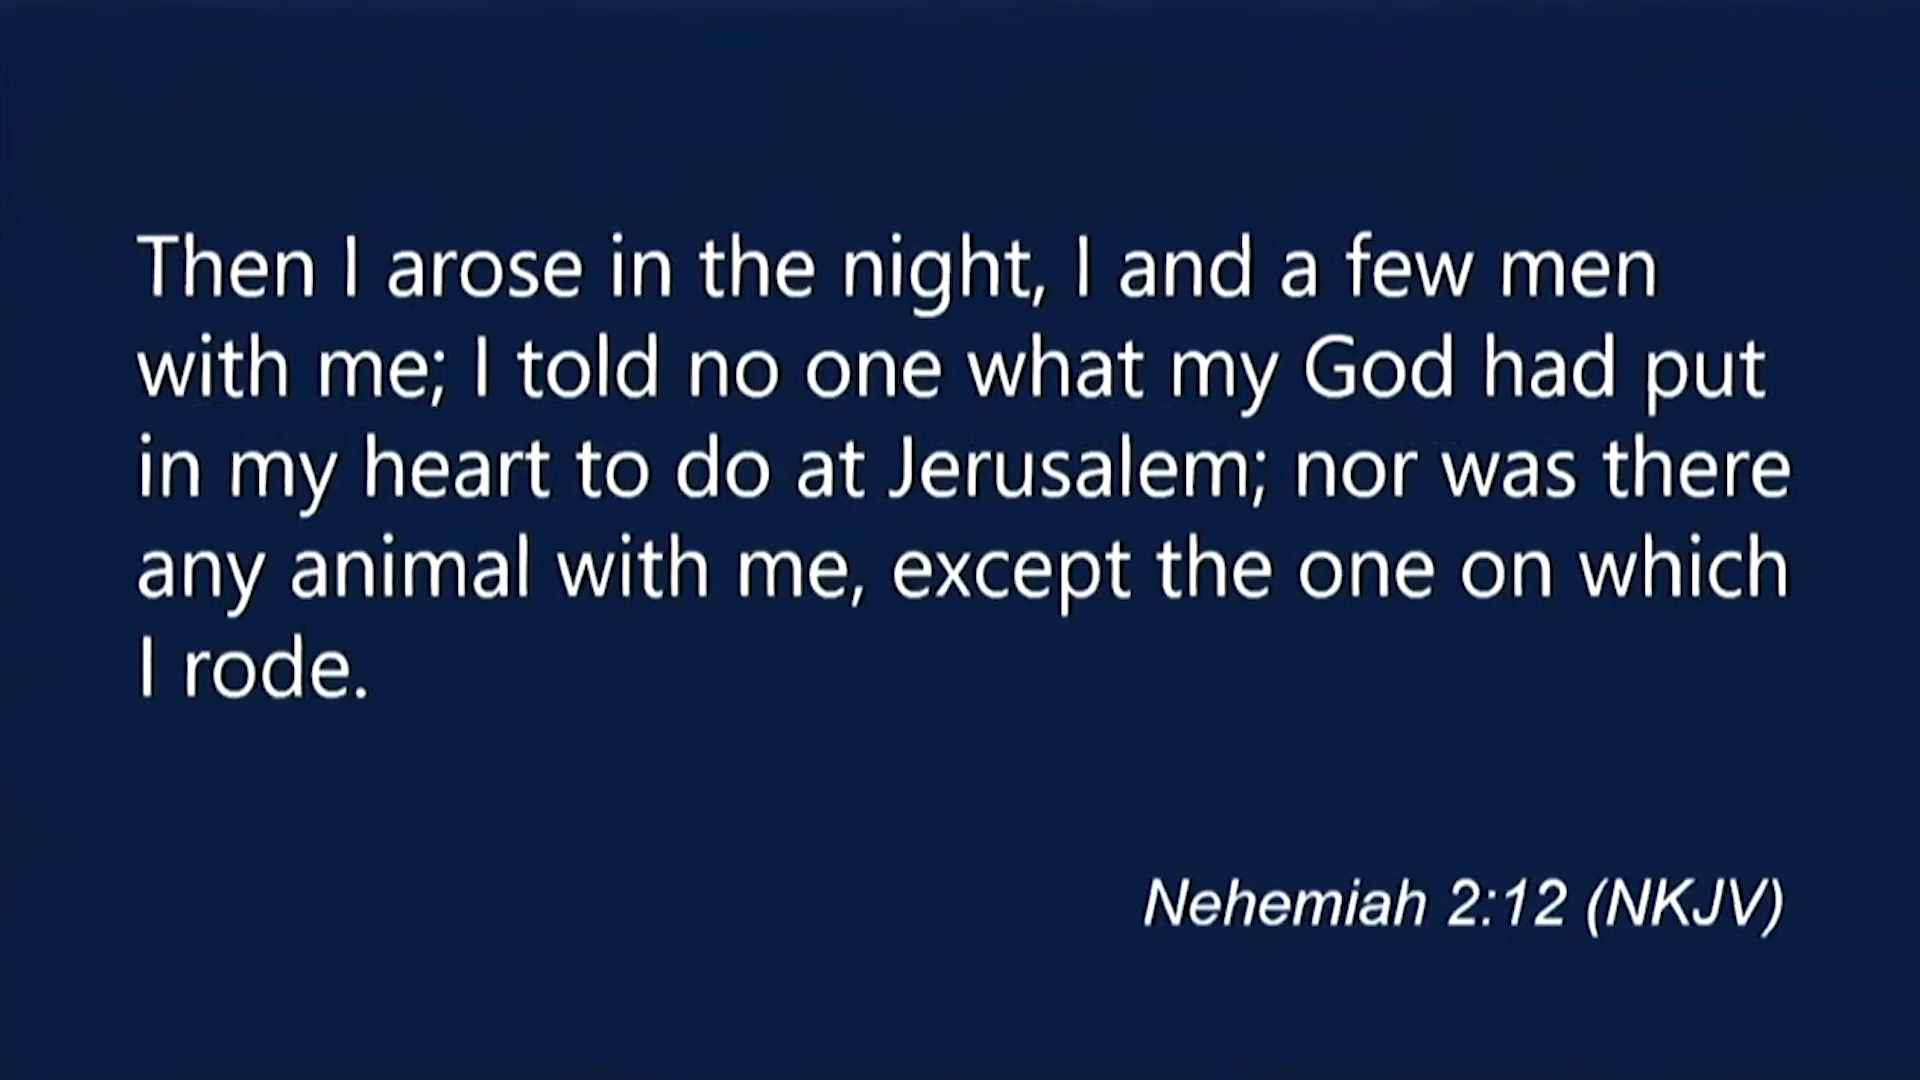 Then I arose in the night, I and a few men
with me; I told no one what my God had put
in my heart to do at Jerusalem; nor was there
any animal with me, except the one on which
I rode.
Nehemiah 2:12 (NKJV)